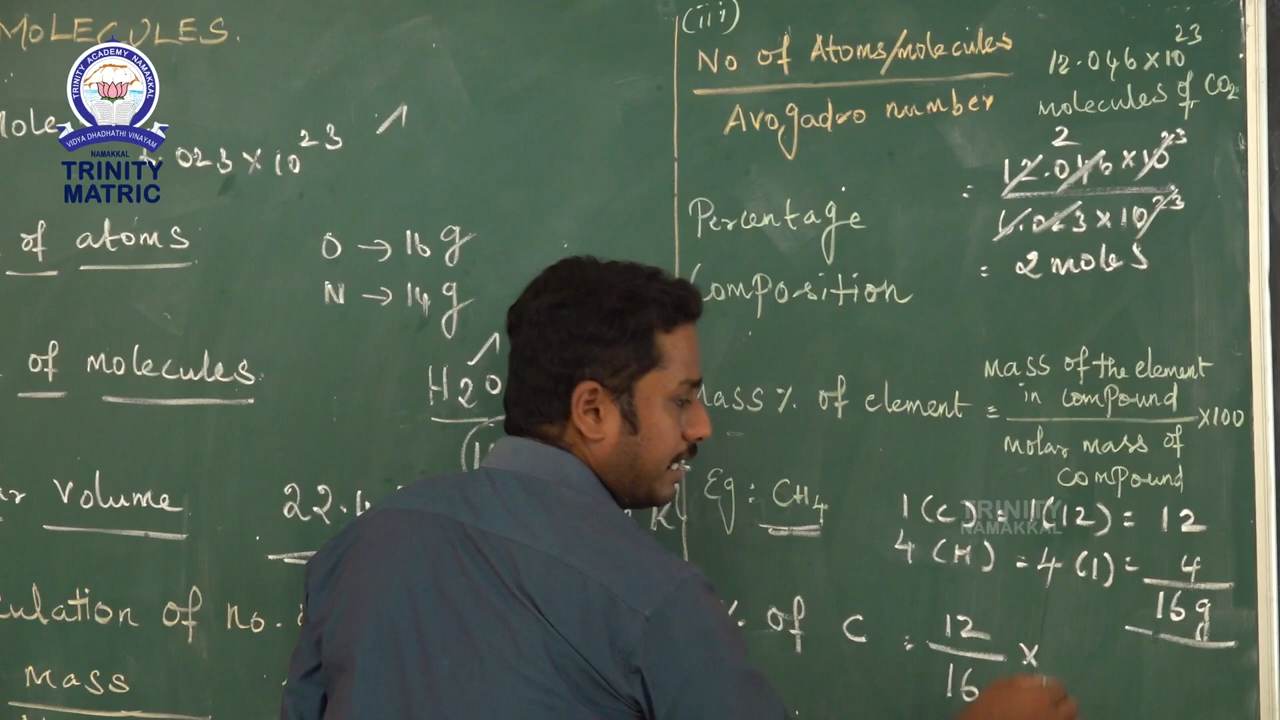 MOLECULES.
TRINITY ACADEMY NAMAKKAL
VIDYA DHADHATHI VINAYAM
NAMAKKAL
TRINITY
MATRIC
Mole
.023 × 10²³
of atoms
O → 16 g
N → 14 g
of molecules
H2O
Volume
22.4
K
of no.
Mass
(iii)
No of Atoms/molecules
Avogadro number
12.046 × 10²³
molecules of CO₂
2
= 12.046 × 10²³
6.023 × 10²³
= 2 moles
Percentage
Composition
Mass % of element = Mass of the element
in compound × 100
molar mass of
compound
Eg : CH₄
1 (C) = 1(12) = 12
4 (H) = 4 (1) = 4
16g
TRINITY
NAMAKKAL
% of C = 12
16 ×